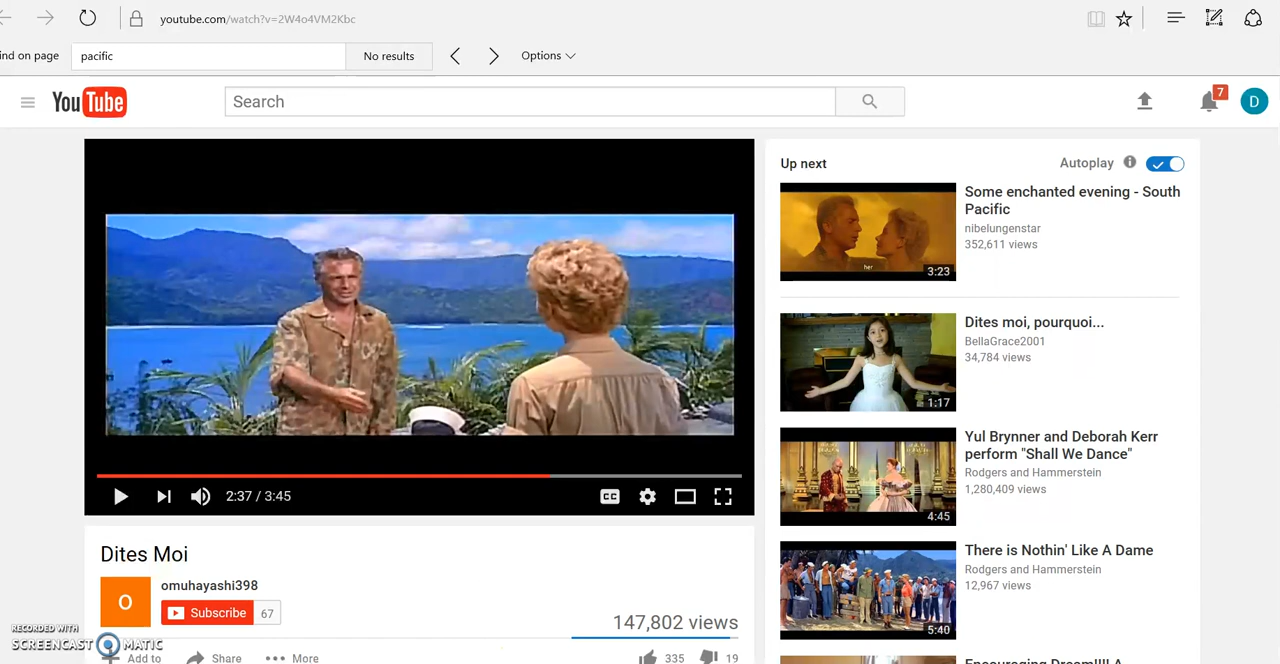 youtube.com/watch?v=2W4o4VM2Kbc
ind on page
pacific
No results
Options
YouTube
Search
7
D
2:37 / 3:45
CC
Dites Moi
O
omuhayashi398
Subscribe
67
147,802 views
Add to
Share
More
335
19
RECORDED WITH
SCREENCAST MATIC
Up next
Autoplay
her
3:23
Some enchanted evening - South
Pacific
nibelungenstar
352,611 views
1:17
Dites moi, pourquoi...
BellaGrace2001
34,784 views
4:45
Yul Brynner and Deborah Kerr
perform "Shall We Dance"
Rodgers and Hammerstein
1,280,409 views
5:40
There is Nothin' Like A Dame
Rodgers and Hammerstein
12,967 views